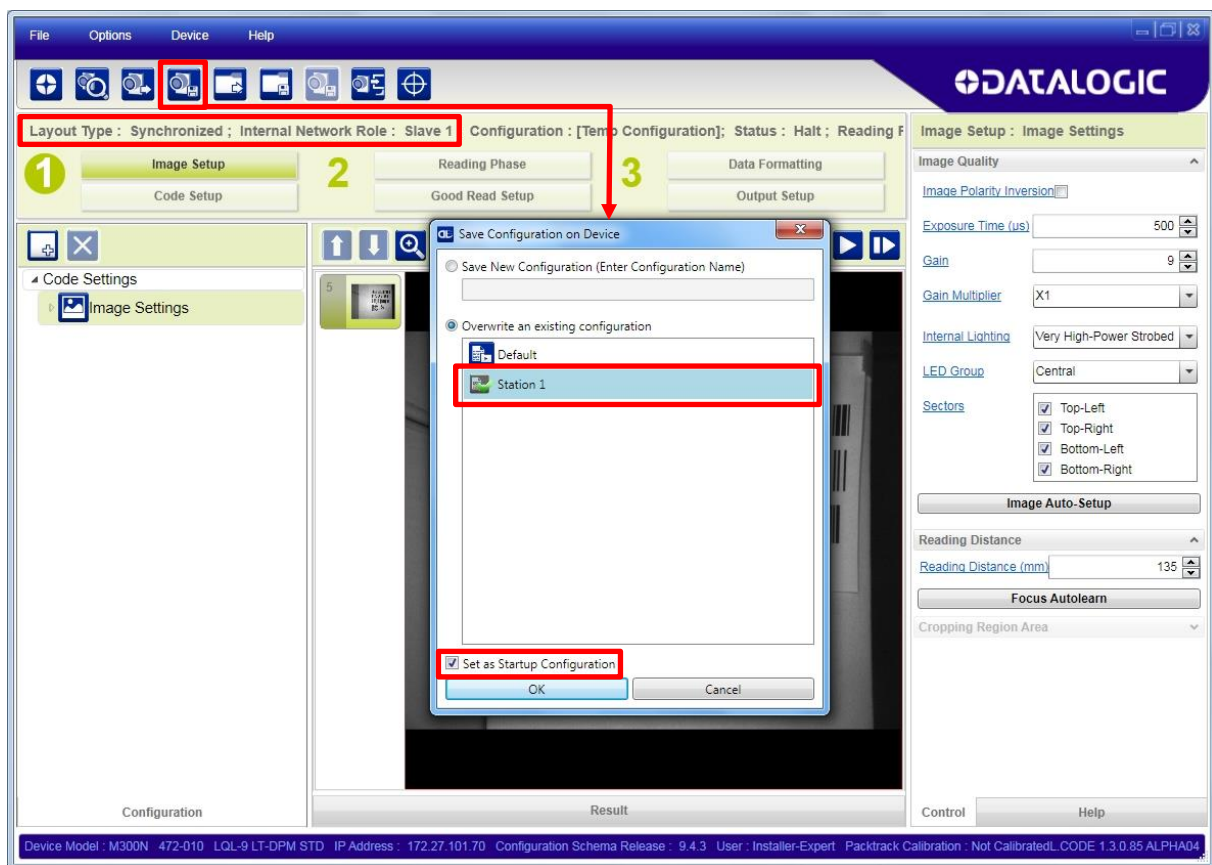 File Options Device Help
DATALOGIC
Layout Type : Synchronized ; Internal Network Role : Slave 1 Configuration : [Temp Configuration]; Status : Halt ; Reading F
Image Setup : Image Settings
1 Image Setup 2 Reading Phase 3 Data Formatting
Code Setup Good Read Setup Output Setup
Image Quality
Image Polarity Inversion
Exposure Time (us) 500
Gain 9
Gain Multiplier X1
Internal Lighting Very High-Power Strobed
LED Group Central
Sectors Top-Left
Top-Right
Bottom-Left
Bottom-Right
Image Auto-Setup
Reading Distance
Reading Distance (mm) 135
Focus Autolearn
Cropping Region Area
Code Settings
Image Settings
5
Save Configuration on Device
Save New Configuration (Enter Configuration Name)
Overwrite an existing configuration
Default
Station 1
Set as Startup Configuration
OK Cancel
Configuration Result Control Help
Device Model : M300N 472-010 LQL-9 LT-DPM STD IP Address : 172.27.101.70 Configuration Schema Release : 9.4.3 User : Installer-Expert Packtrack Calibration : Not CalibratedL.CODE 1.3.0.85 ALPHA04